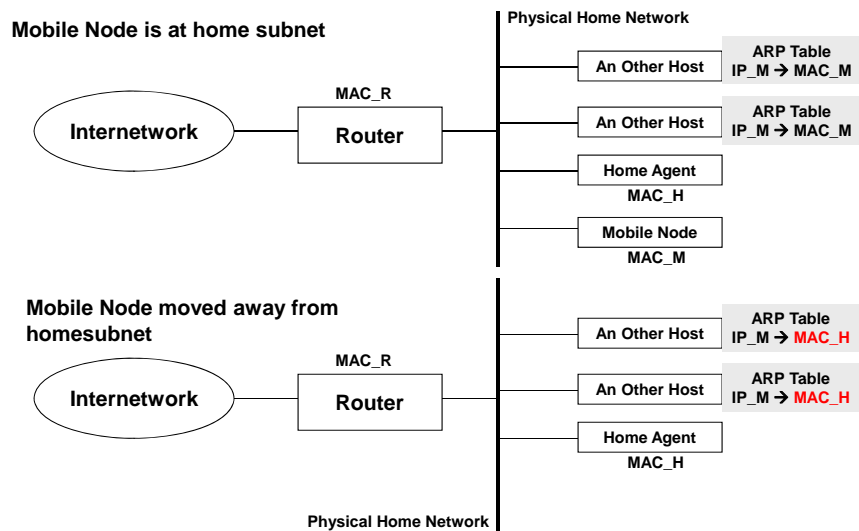 Mobile Node is at home subnet
Physical Home Network
An Other Host
ARP Table
IP_M → MAC_M
MAC_R
Internetwork
Router
An Other Host
ARP Table
IP_M → MAC_M
Home Agent
MAC_H
Mobile Node
MAC_M
Mobile Node moved away from
homesubnet
An Other Host
ARP Table
IP_M → MAC_H
MAC_R
Internetwork
Router
An Other Host
ARP Table
IP_M → MAC_H
Home Agent
MAC_H
Physical Home Network